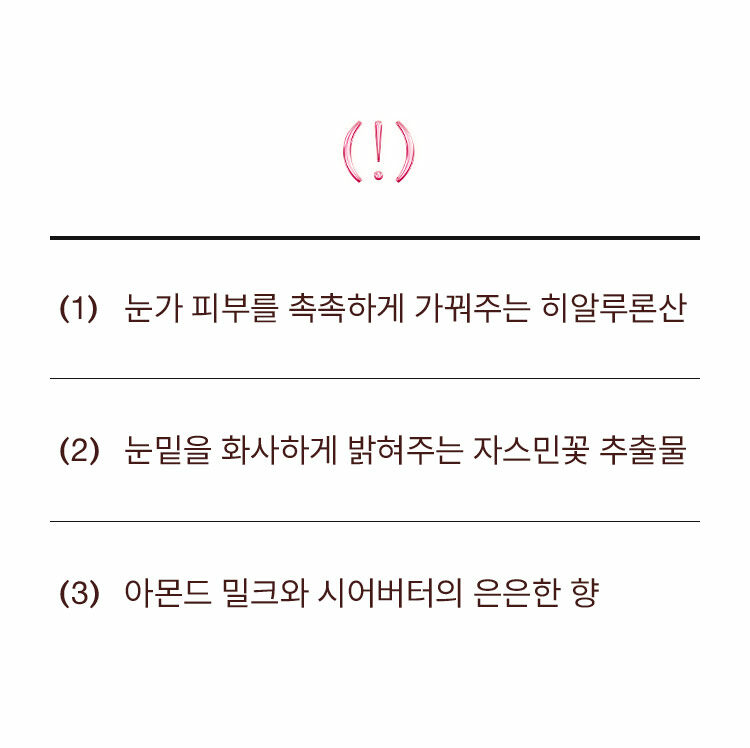 (!)
(1) 눈가 피부를 촉촉하게 가꿔주는 히알루론산
(2) 눈밑을 화사하게 밝혀주는 자스민꽃 추출물
(3) 아몬드 밀크와 시어버터의 은은한 향